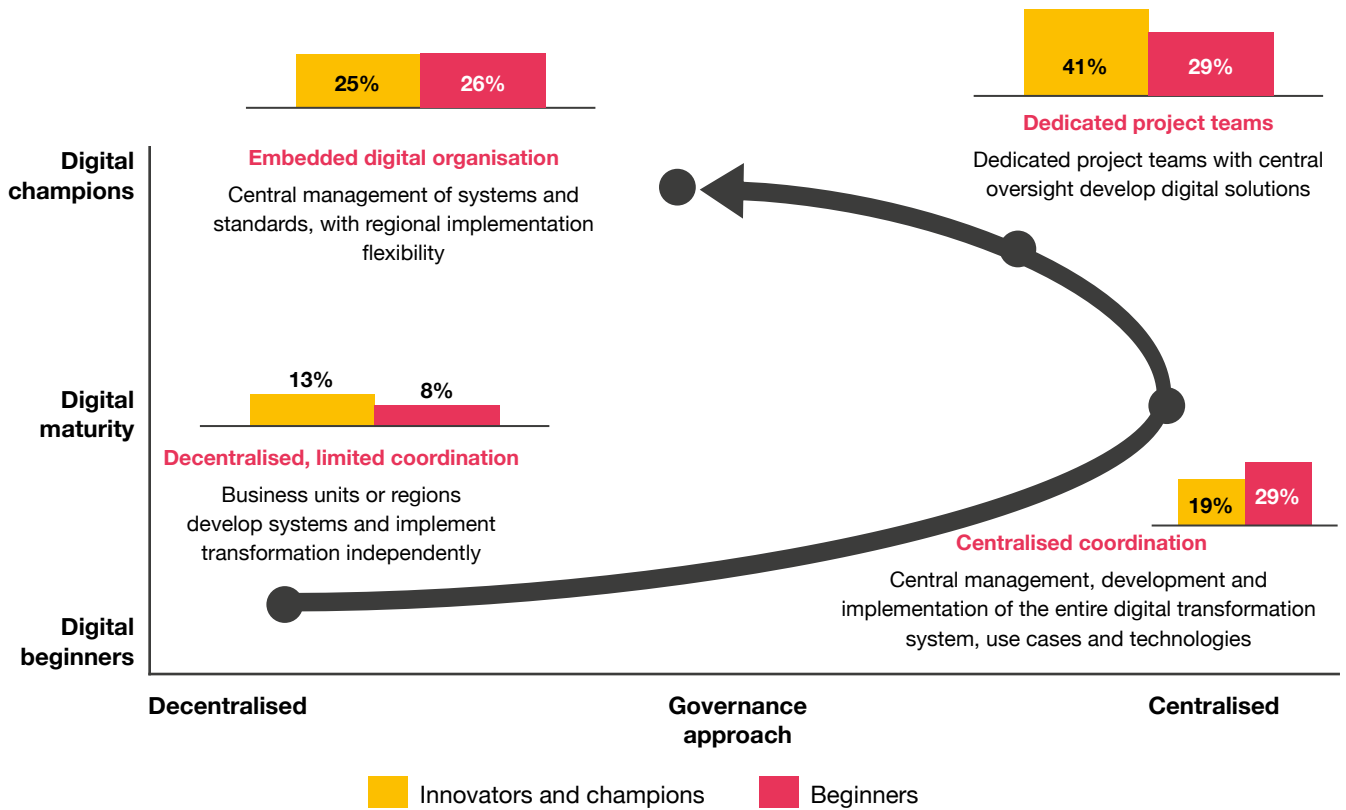 25%
26%
Embedded digital organisation
Central management of systems and
standards, with regional implementation
flexibility
41%
29%
Dedicated project teams
Dedicated project teams with central
oversight develop digital solutions
Digital
champions
13%
8%
Decentralised, limited coordination
Business units or regions
develop systems and implement
transformation independently
Digital
maturity
19%
29%
Centralised coordination
Central management, development and
implementation of the entire digital transformation
system, use cases and technologies
Digital
beginners
Decentralised
Governance
approach
Centralised
Innovators and champions
Beginners